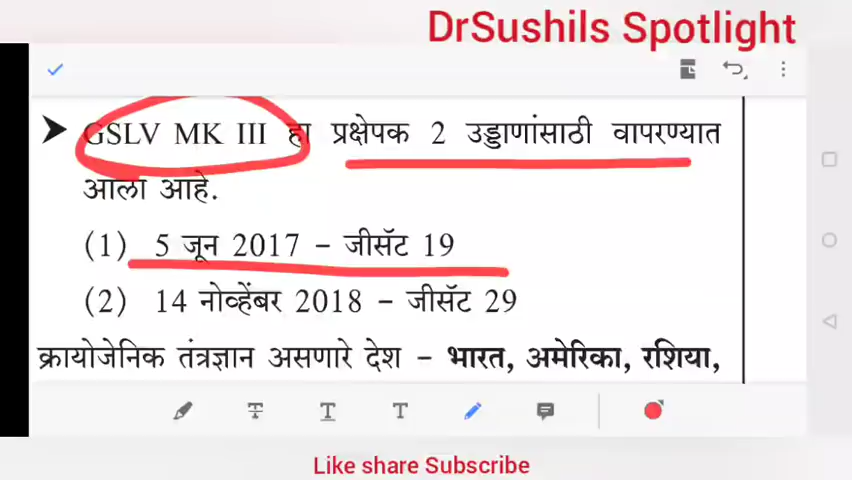 DrSushils Spotlight
➤ GSLV MK III हा प्रक्षेपक 2 उड्डाणांसाठी वापरण्यात
आला आहे.
(1) 5 जून 2017 – जीसॅट 19
(2) 14 नोव्हेंबर 2018 – जीसॅट 29
क्रायोजेनिक तंत्रज्ञान असणारे देश – भारत, अमेरिका, रशिया,
Like share Subscribe